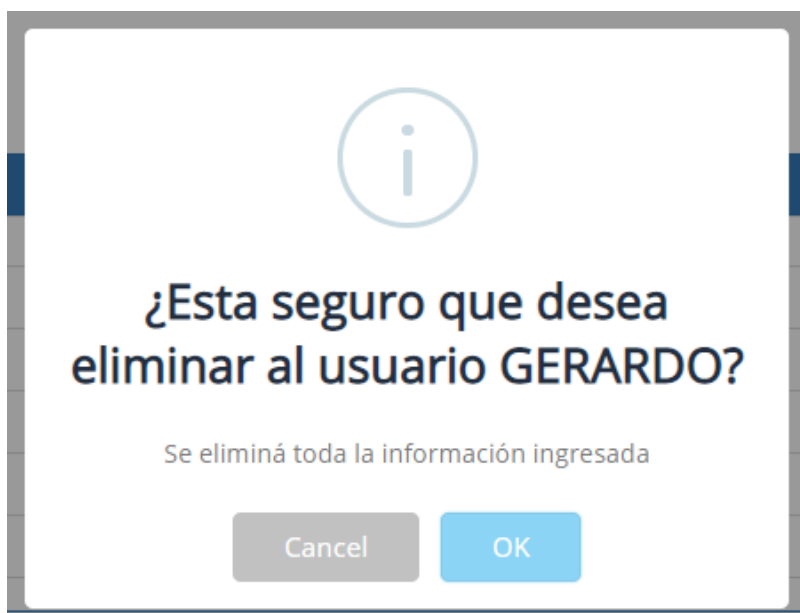 ¿Esta seguro que desea
eliminar al usuario GERARDO?
Se eliminá toda la información ingresada
Cancel
OK